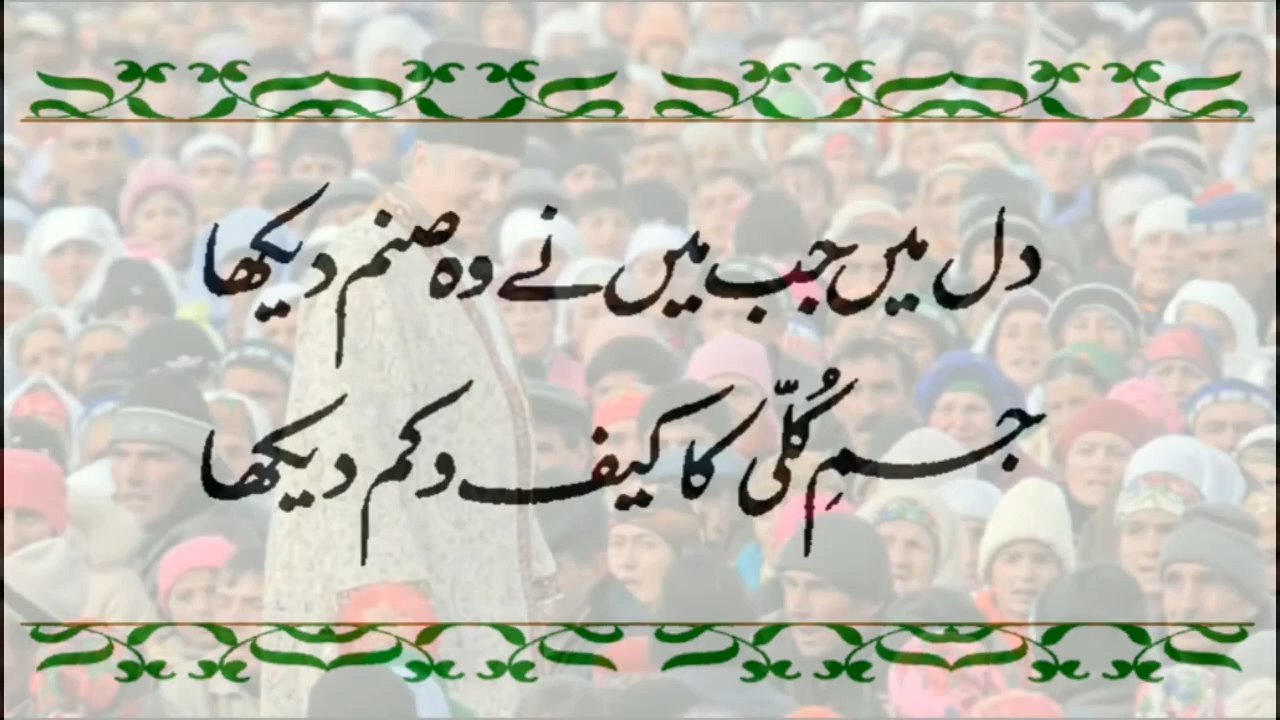 دل میں جب میں نے وہ صنم دیکھا
جسمِ کُلّی کا کیف و کم دیکھا